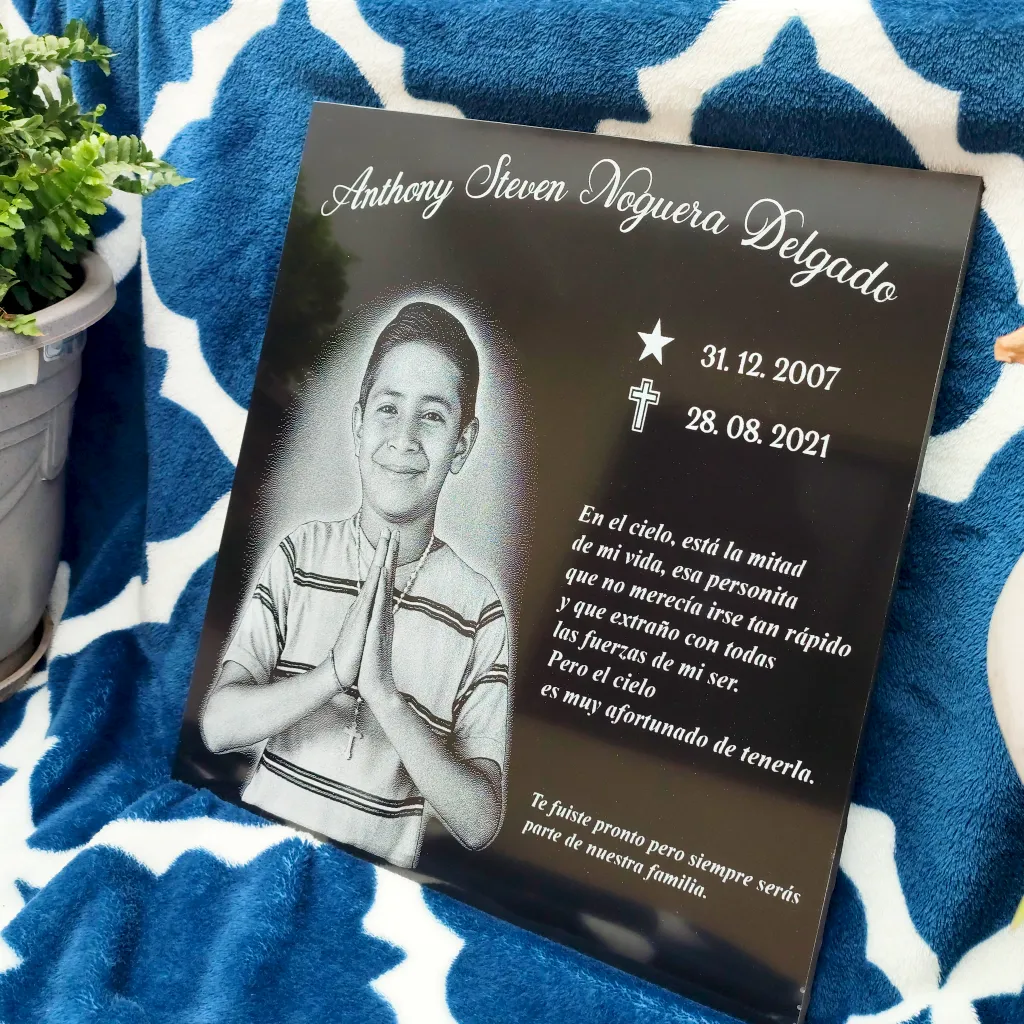 Anthony Steven Noguera Delgado
31. 12. 2007
28. 08. 2021
En el cielo, está la mitad
de mi vida, esa personita
que no merecía irse tan rápido
y que extraño con todas
las fuerzas de mi ser.
Pero el cielo
es muy afortunado de tenerla.
Te fuiste pronto pero siempre serás
parte de nuestra familia.